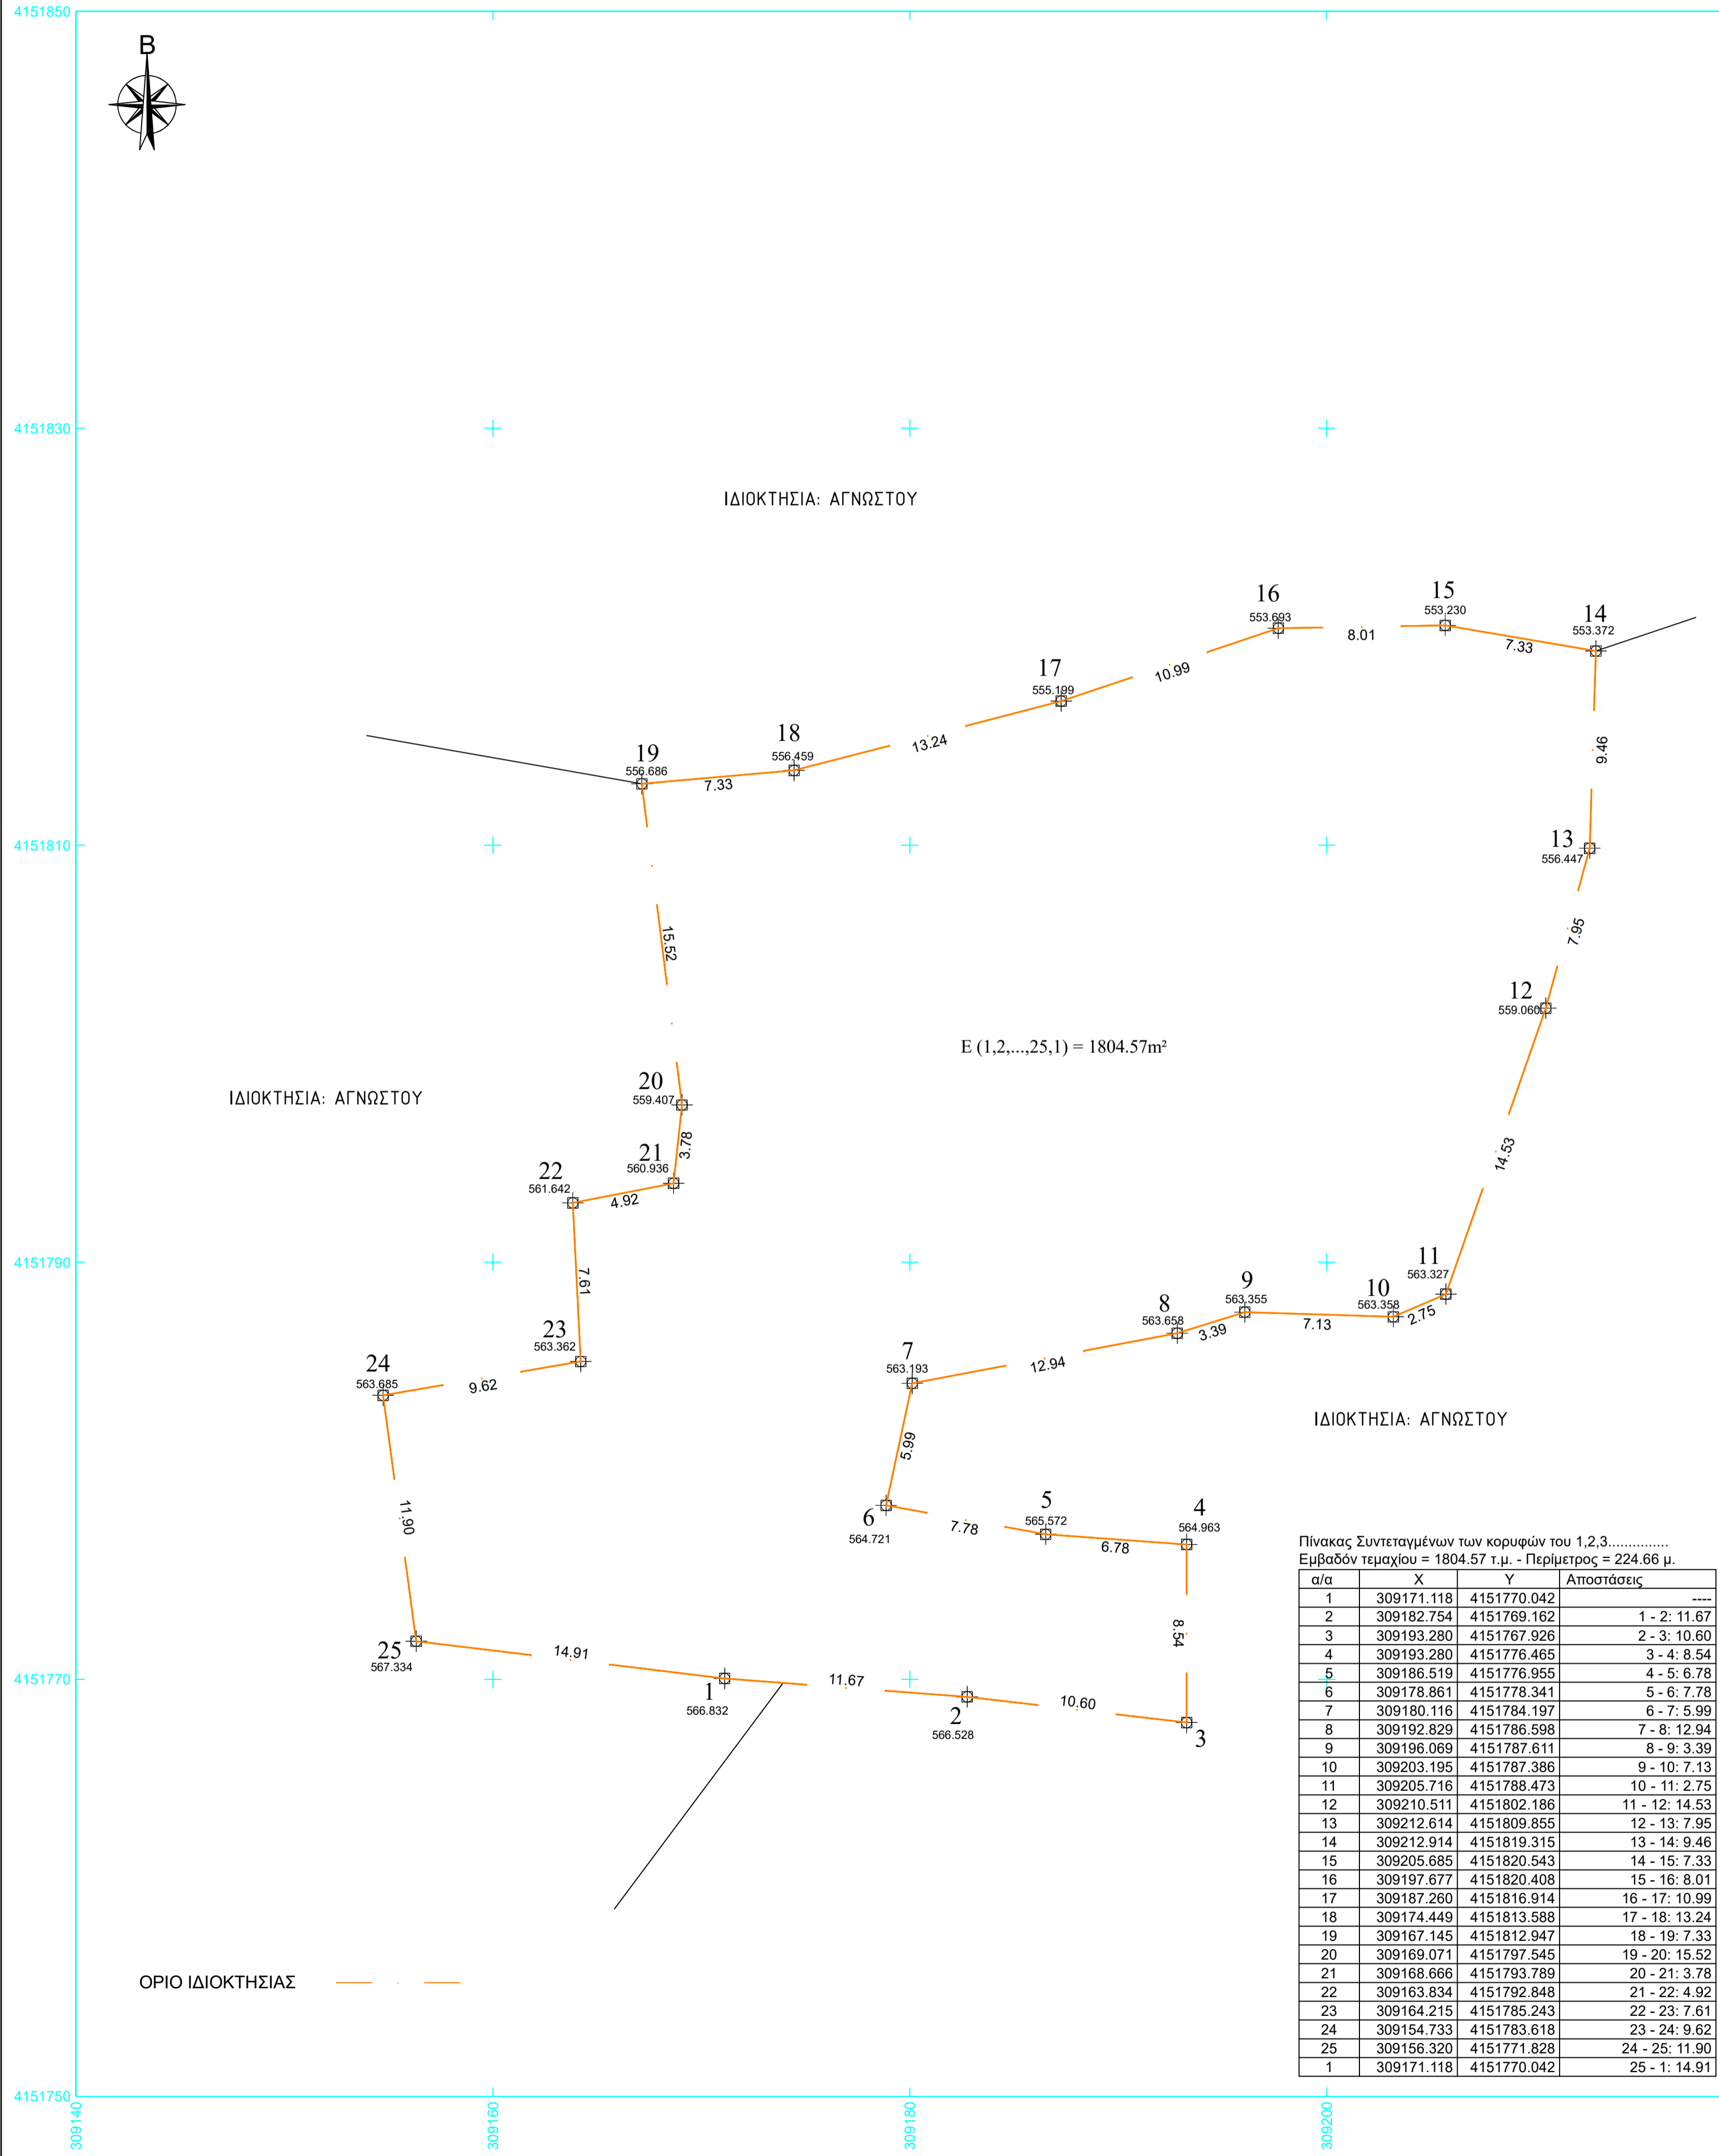 4151850
B
4151830
ΙΔΙΟΚΤΗΣΙΑ: ΑΓΝΩΣΤΟΥ
16
553.693
15
553.230
14
553.372
8.01
7.33
17
555.199
10.99
18
556.459
13.24
19
556.686
7.33
9.46
4151810
13
556.447
15.52
7.95
12
559.060
E (1,2,...,25,1) = 1804.57m²
20
559.407
ΙΔΙΟΚΤΗΣΙΑ: ΑΓΝΩΣΤΟΥ
3.78
21
560.936
14.53
22
561.642
4.92
4151790
11
563.327
7.61
9
563.355
10
563.358
8
563.658
3.39
7.13
2.75
23
563.362
7
563.193
12.94
24
563.685
9.62
ΙΔΙΟΚΤΗΣΙΑ: ΑΓΝΩΣΤΟΥ
5.99
11.90
6
564.721
7.78
5
565.572
6.78
4
564.963
8.54
25
567.334
14.91
4151770
1
566.832
11.67
2
566.528
10.60
3
Πίνακας Συντεταγμένων των κορυφών του 1,2,3...............
Εμβαδόν τεμαχίου = 1804.57 τ.μ. - Περίμετρος = 224.66 μ.
α/α X Y Αποστάσεις
1 309171.118 4151770.042 ----
2 309182.754 4151769.162 1 - 2: 11.67
3 309193.280 4151767.926 2 - 3: 10.60
4 309193.280 4151776.465 3 - 4: 8.54
5 309186.519 4151776.955 4 - 5: 6.78
6 309178.861 4151778.341 5 - 6: 7.78
7 309180.116 4151784.197 6 - 7: 5.99
8 309192.829 4151786.598 7 - 8: 12.94
9 309196.069 4151787.611 8 - 9: 3.39
10 309203.195 4151787.386 9 - 10: 7.13
11 309205.716 4151788.473 10 - 11: 2.75
12 309210.511 4151802.186 11 - 12: 14.53
13 309212.614 4151809.855 12 - 13: 7.95
14 309212.914 4151819.315 13 - 14: 9.46
15 309205.685 4151820.543 14 - 15: 7.33
16 309197.677 4151820.408 15 - 16: 8.01
17 309187.260 4151816.914 16 - 17: 10.99
18 309174.449 4151813.588 17 - 18: 13.24
19 309167.145 4151812.947 18 - 19: 7.33
20 309169.071 4151797.545 19 - 20: 15.52
21 309168.666 4151793.789 20 - 21: 3.78
22 309163.834 4151792.848 21 - 22: 4.92
23 309164.215 4151785.243 22 - 23: 7.61
24 309154.733 4151783.618 23 - 24: 9.62
25 309156.320 4151771.828 24 - 25: 11.90
1 309171.118 4151770.042 25 - 1: 14.91
ΟΡΙΟ ΙΔΙΟΚΤΗΣΙΑΣ
4151750
309140
309160
309180
309200